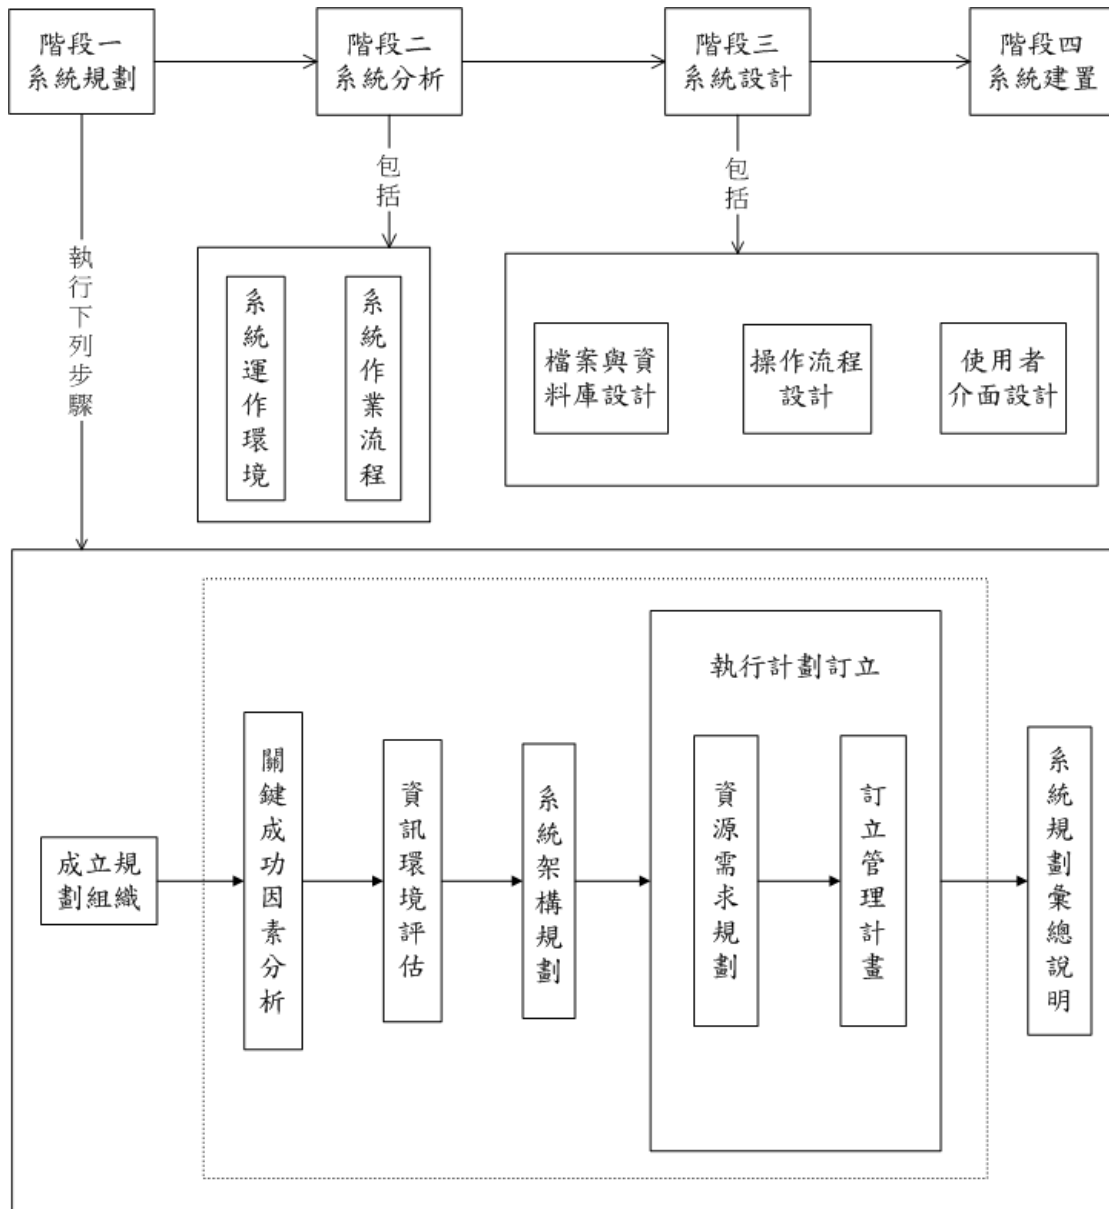 階段一
系統規劃
階段二
系統分析
階段三
系統設計
階段四
系統建置
包括
包括
執行下列步驟
系統運作環境
系統作業流程
檔案與資
料庫設計
操作流程
設計
使用者
介面設計
執行計劃訂立
成立規
劃組織
關鍵成功因素分析
資訊環境評估
系統架構規劃
資源需求規劃
訂立管理計畫
系統規劃彙總說明